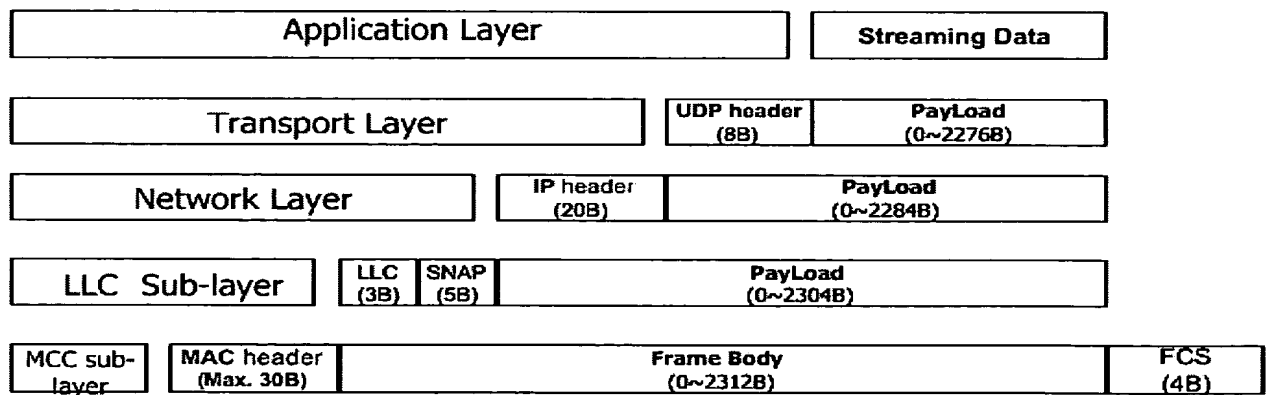 Application Layer
Streaming Data
Transport Layer
UDP header
(8B)
PayLoad
(0~2276B)
Network Layer
IP header
(20B)
PayLoad
(0~2284B)
LLC Sub-layer
LLC
(3B)
SNAP
(5B)
PayLoad
(0~2304B)
MCC sub-
layer
MAC header
(Max. 30B)
Frame Body
(0~2312B)
FCS
(4B)